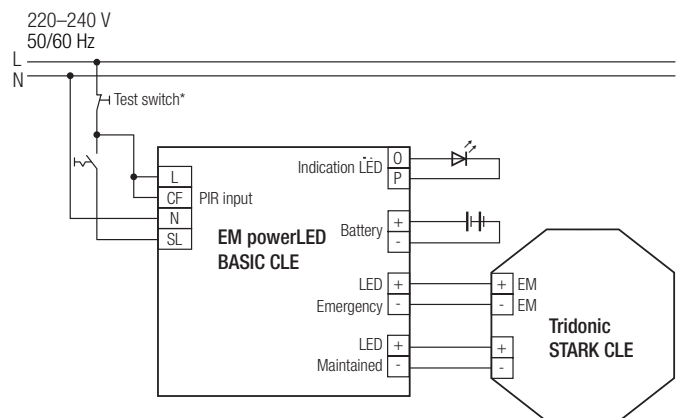 220–240 V
50/60 Hz
L
N
Test switch*
L
CF PIR input
N
SL
EM powerLED
BASIC CLE
Indication LED
O
P
Battery
+
-
LED +
Emergency -
LED +
Maintained -
+ EM
- EM
+
-
Tridonic
STARK CLE